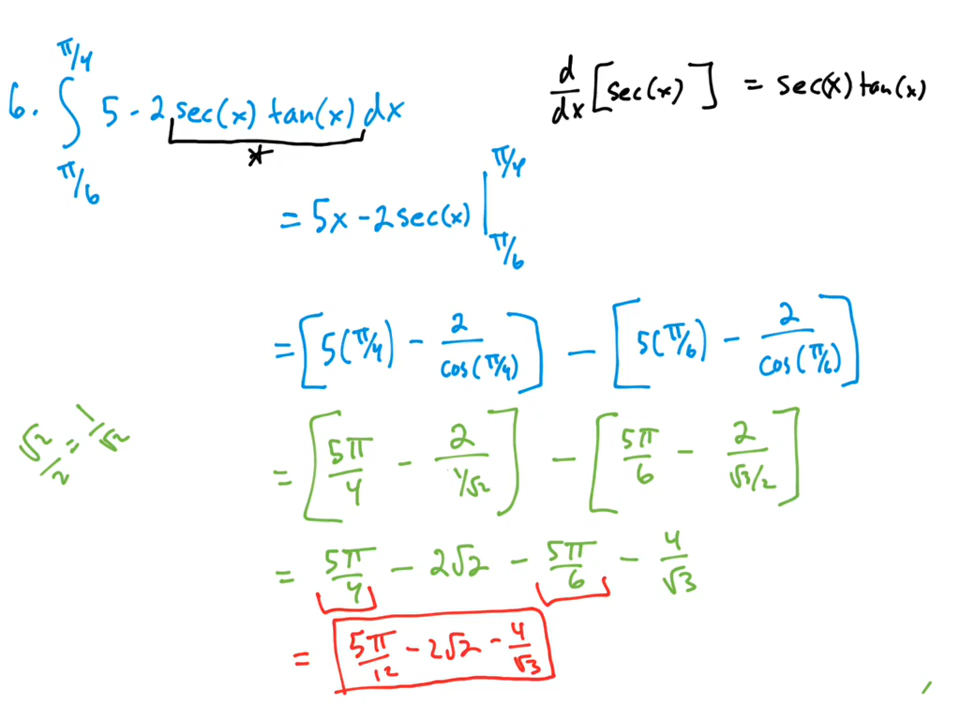 6. ∫_{π/6}^{π/4} 5 - 2 sec(x) tan(x) dx
*
d/dx [sec(x)] = sec(x) tan(x)
= 5x - 2 sec(x) |_{π/6}^{π/4}
= [5(π/4) - 2/cos(π/4)] - [5(π/6) - 2/cos(π/6)]
√2/2 = 1/√2
= [5π/4 - 2/(1/√2)] - [5π/6 - 2/(√3/2)]
= 5π/4 - 2√2 - 5π/6 - 4/√3
= 5π/12 - 2√2 - 4/√3